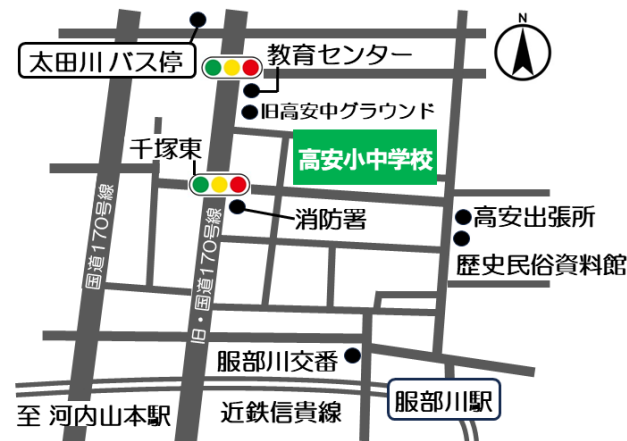 N
太田川 バス停
教育センター
旧高安中グラウンド
高安小中学校
千塚東
消防署
高安出張所
歴史民俗資料館
国道170号線
旧・国道170号線
服部川交番
服部川駅
至 河内山本駅
近鉄信貴線